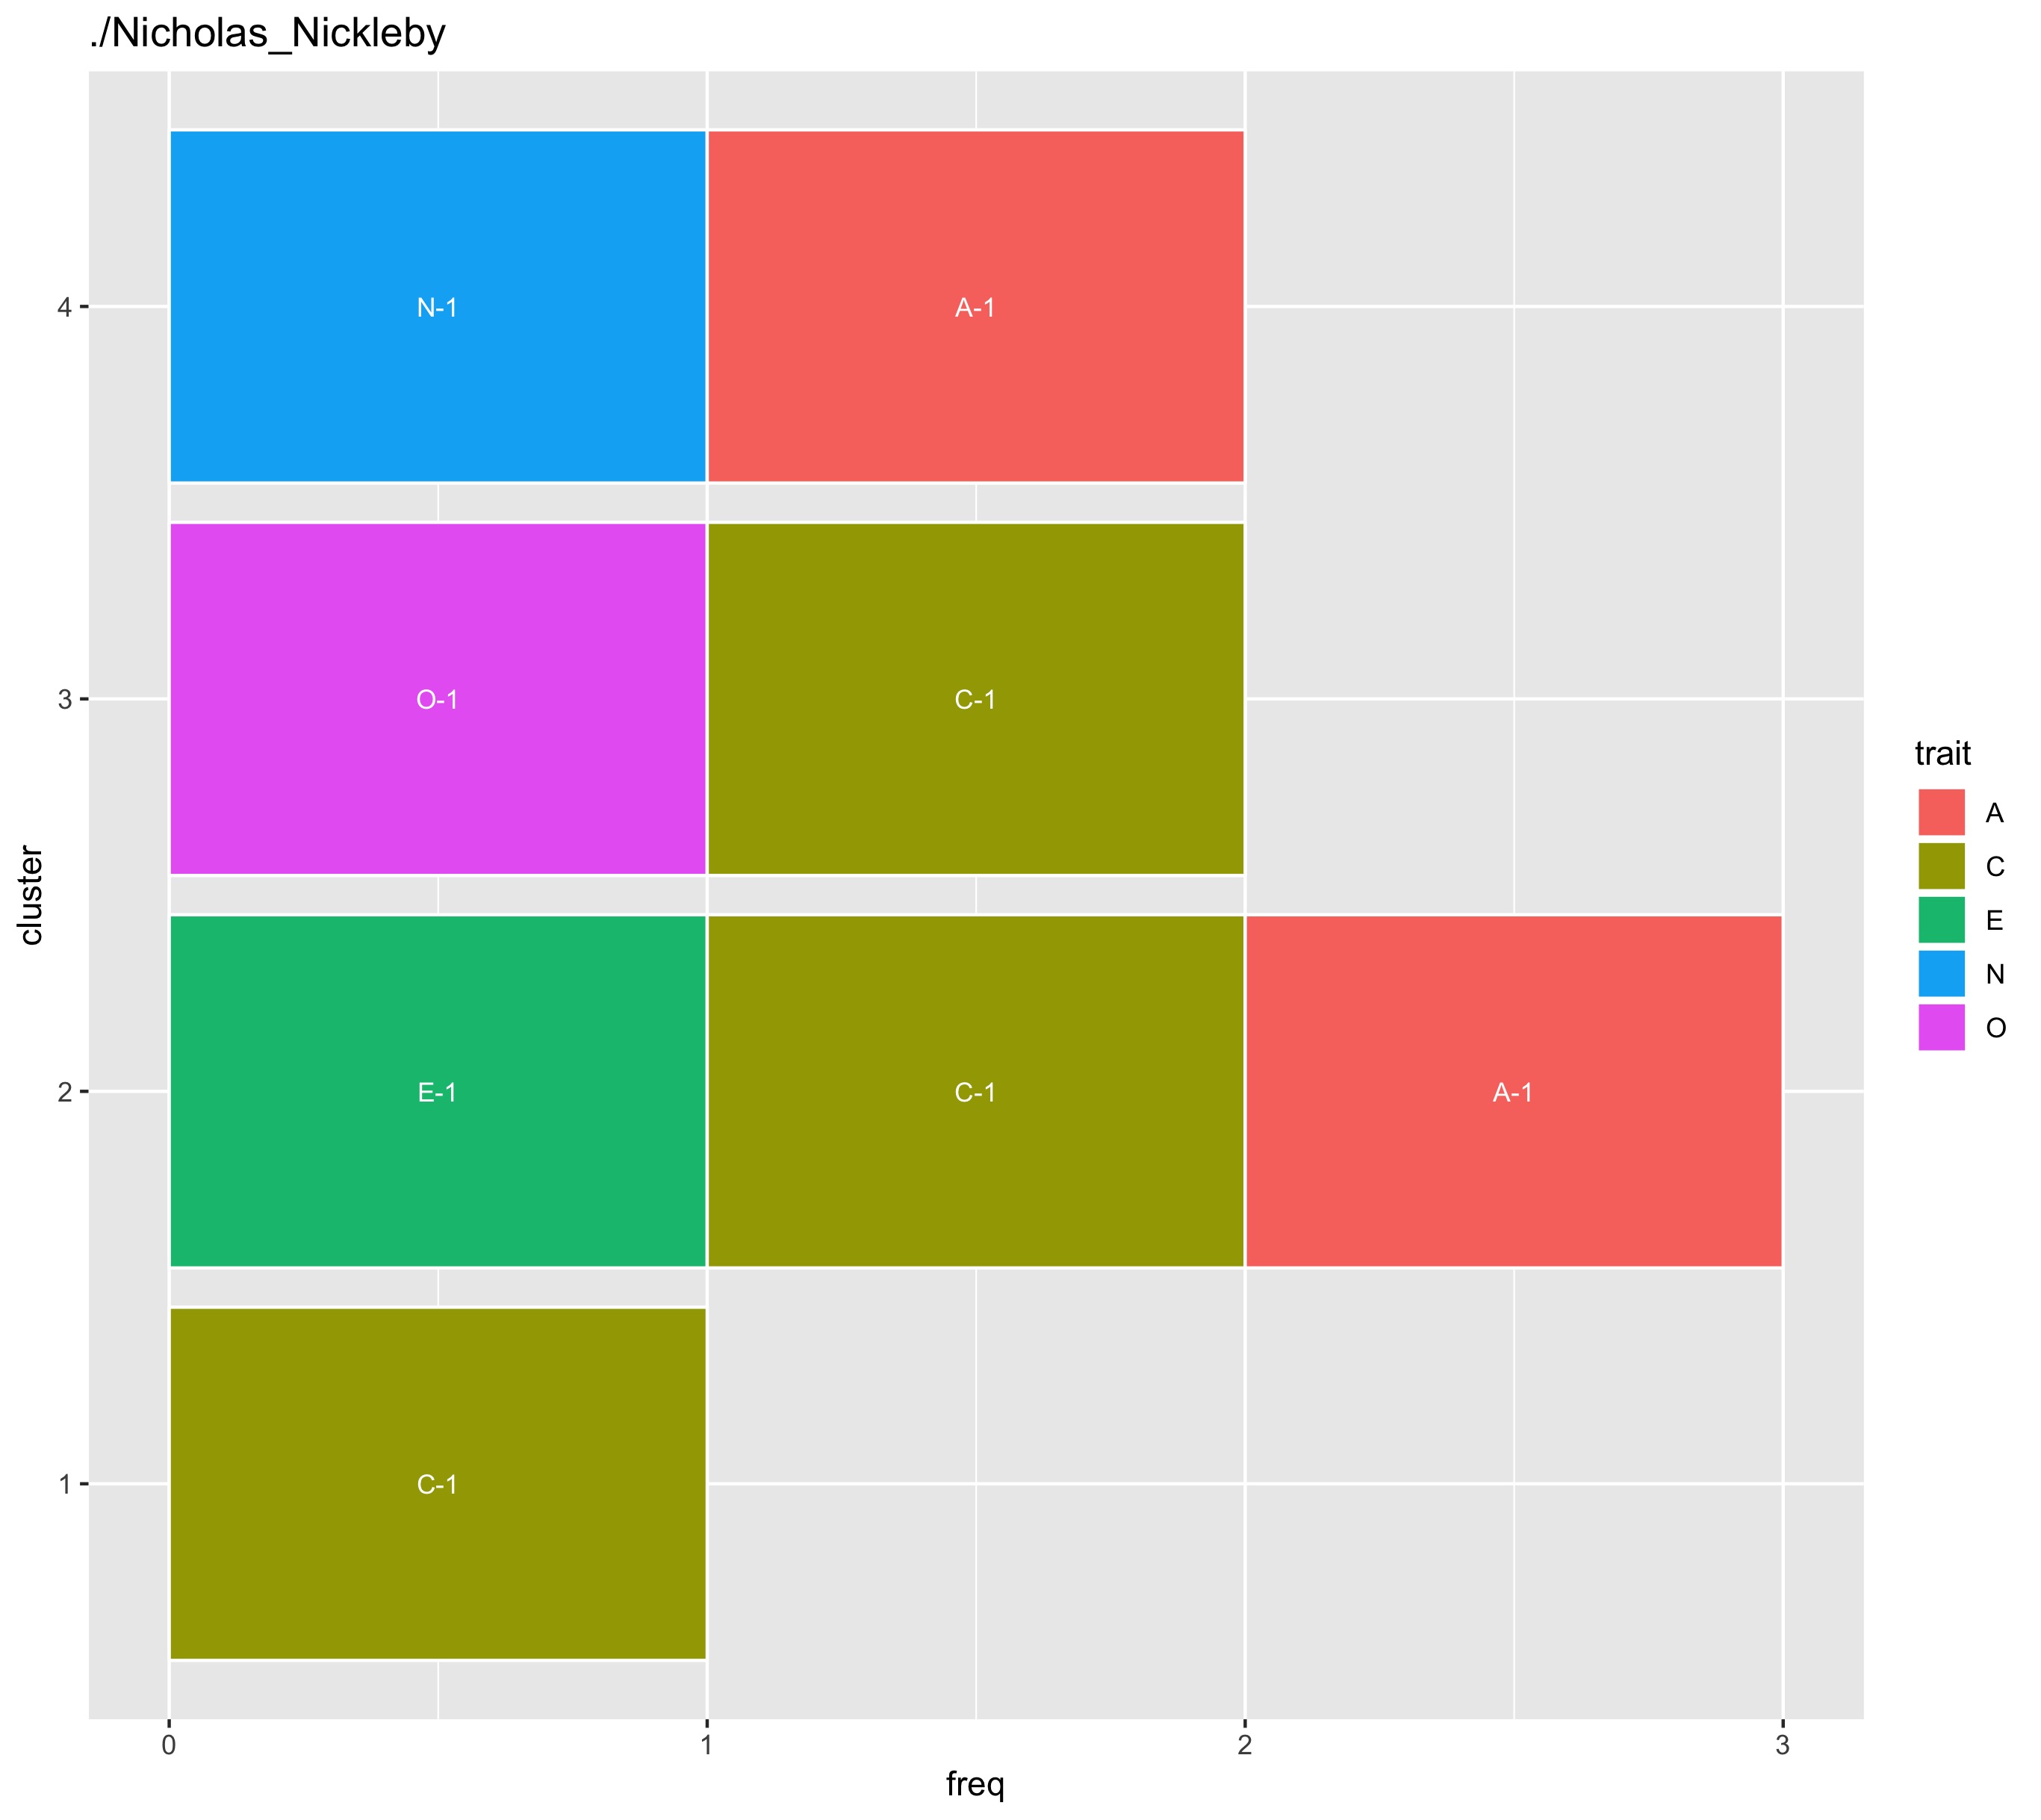 ./Nicholas_Nickleby
cluster
4
N-1 A-1
3
O-1 C-1
2
E-1 C-1 A-1
1
C-1
0 1 2 3
freq
trait
A
C
E
N
O